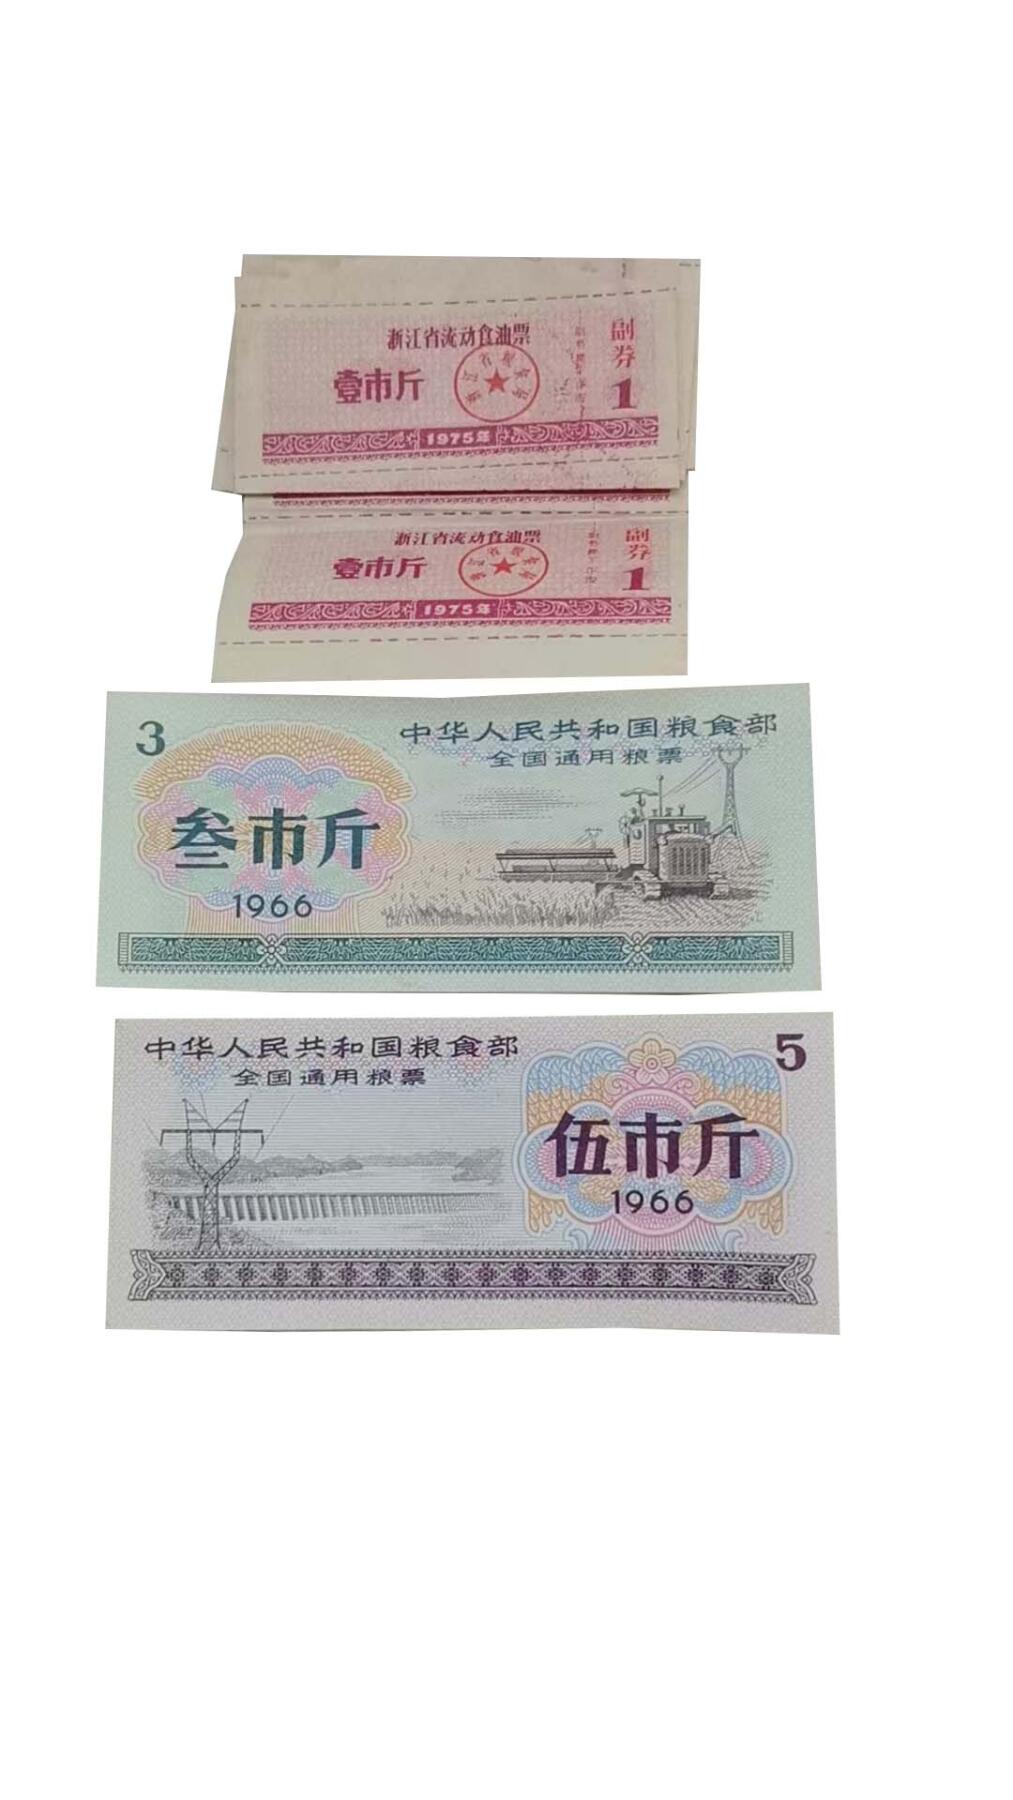 浙江省流动食油票
壹市斤
副券
1
1975年
浙江省流动食油票
壹市斤
副券
1
1975年
3
中华人民共和国粮食部
全国通用粮票
叁市斤
1966
中华人民共和国粮食部
全国通用粮票
5
伍市斤
1966